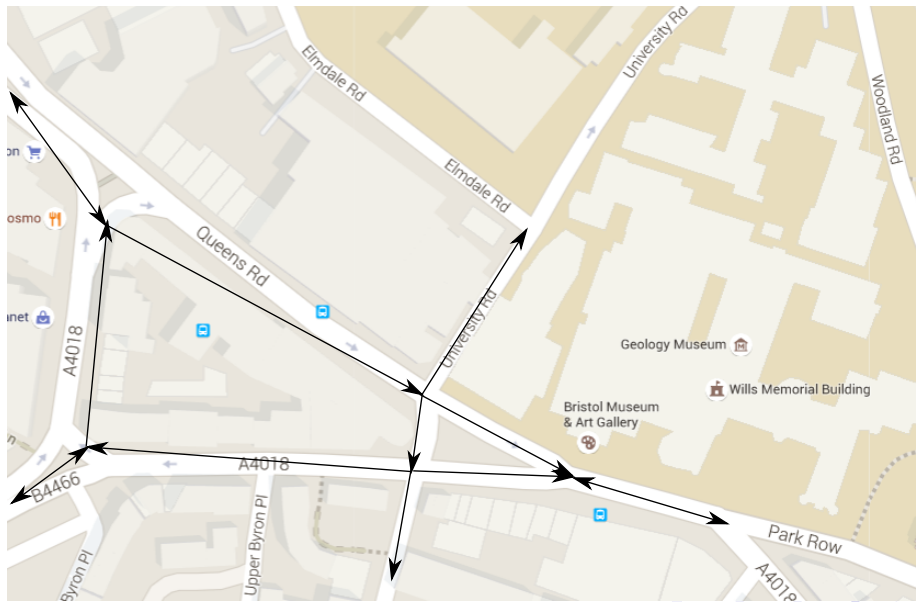 University Rd
Elmdale Rd
Woodland Rd
on
Elmdale Rd
osmo
Queens Rd
anet
University Rd
A4018
Geology Museum
Wills Memorial Building
Bristol Museum
& Art Gallery
n
A4018
B4466
Upper Byron Pl
Byron Pl
Park Row
A4018